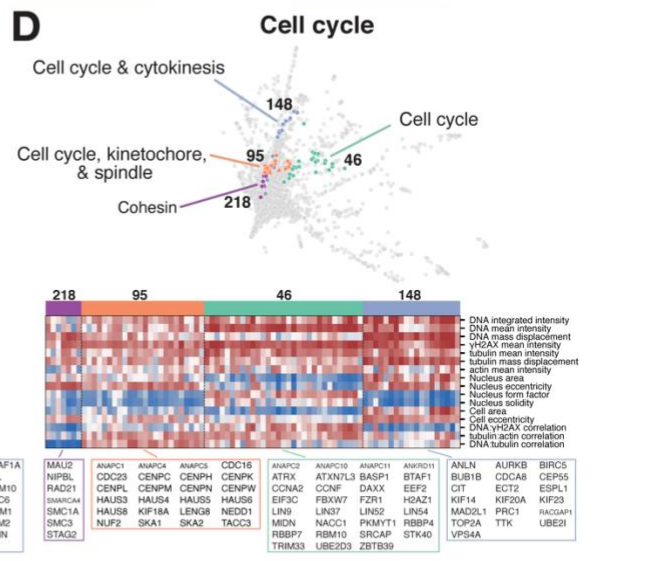 D
Cell cycle
Cell cycle & cytokinesis
148
Cell cycle
95
46
Cell cycle, kinetochore,
& spindle
Cohesin
218
218 95 46 148
DNA integrated intensity
DNA mean intensity
DNA mass displacement
γH2AX mean intensity
tubulin mean intensity
tubulin mass displacement
actin mean intensity
Nucleus area
Nucleus eccentricity
Nucleus form factor
Nucleus solidity
Cell area
Cell eccentricity
DNA:γH2AX correlation
tubulin:actin correlation
DNA:tubulin correlation
AF1A
M10
C6
M1
M2
N
MAU2
NIPBL
RAD21
SMARCA4
SMC1A
SMC3
STAG2
ANAPC1 ANAPC4 ANAPC5 CDC16
CDC23 CENPC CENPH CENPK
CENPL CENPM CENPN CENPW
HAUS3 HAUS4 HAUS5 HAUS6
HAUS8 KIF18A LENG8 NEDD1
NUF2 SKA1 SKA2 TACC3
ANAPC2 ANAPC10 ANAPC11 ANKRD11
ATRX ATXN7L3 BASP1 BTAF1
CCNA2 CCNF DAXX EEF2
EIF3C FBXW7 FZR1 H2AZ1
LIN9 LIN37 LIN52 LIN54
MIDN NACC1 PKMYT1 RBBP4
RBBP7 RBM10 SRCAP STK40
TRIM33 UBE2D3 ZBTB39
ANLN AURKB BIRC5
BUB1B CDCA8 CEP55
CIT ECT2 ESPL1
KIF14 KIF20A KIF23
MAD2L1 PRC1 RACGAP1
TOP2A TTK UBE2I
VPS4A